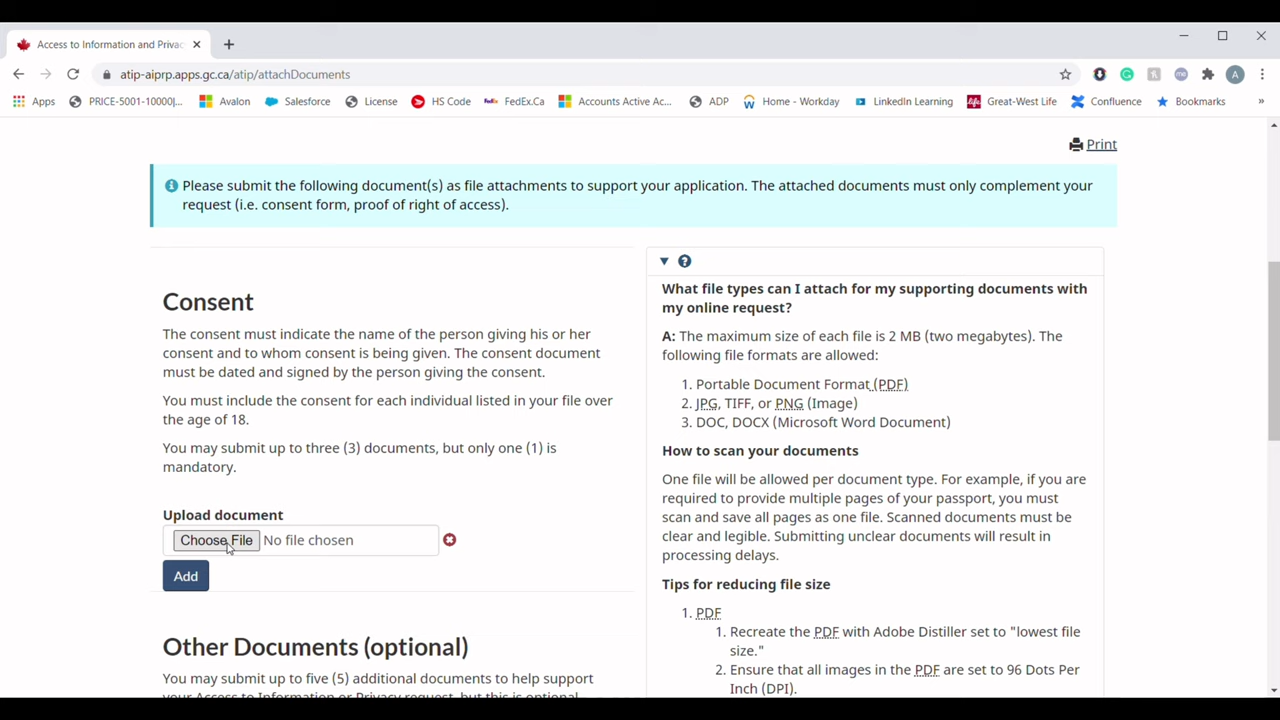 Access to Information and Privac
atip-aiprp.apps.gc.ca/atip/attachDocuments
A
Apps PRICE-5001-10000|... Avalon Salesforce License HS Code FedEx FedEx.Ca Accounts Active Ac... ADP Home - Workday LinkedIn Learning life Great-West Life Confluence Bookmarks »
Print
Please submit the following document(s) as file attachments to support your application. The attached documents must only complement your
request (i.e. consent form, proof of right of access).
Consent
The consent must indicate the name of the person giving his or her
consent and to whom consent is being given. The consent document
must be dated and signed by the person giving the consent.
You must include the consent for each individual listed in your file over
the age of 18.
You may submit up to three (3) documents, but only one (1) is
mandatory.
Upload document
Choose File No file chosen
Add
Other Documents (optional)
You may submit up to five (5) additional documents to help support
your Access to Information or Privacy request, but this is optional
What file types can I attach for my supporting documents with
my online request?
A: The maximum size of each file is 2 MB (two megabytes). The
following file formats are allowed:
1. Portable Document Format (PDF)
2. JPG, TIFF, or PNG (Image)
3. DOC, DOCX (Microsoft Word Document)
How to scan your documents
One file will be allowed per document type. For example, if you are
required to provide multiple pages of your passport, you must
scan and save all pages as one file. Scanned documents must be
clear and legible. Submitting unclear documents will result in
processing delays.
Tips for reducing file size
1. PDF
1. Recreate the PDF with Adobe Distiller set to "lowest file
size."
2. Ensure that all images in the PDF are set to 96 Dots Per
Inch (DPI).